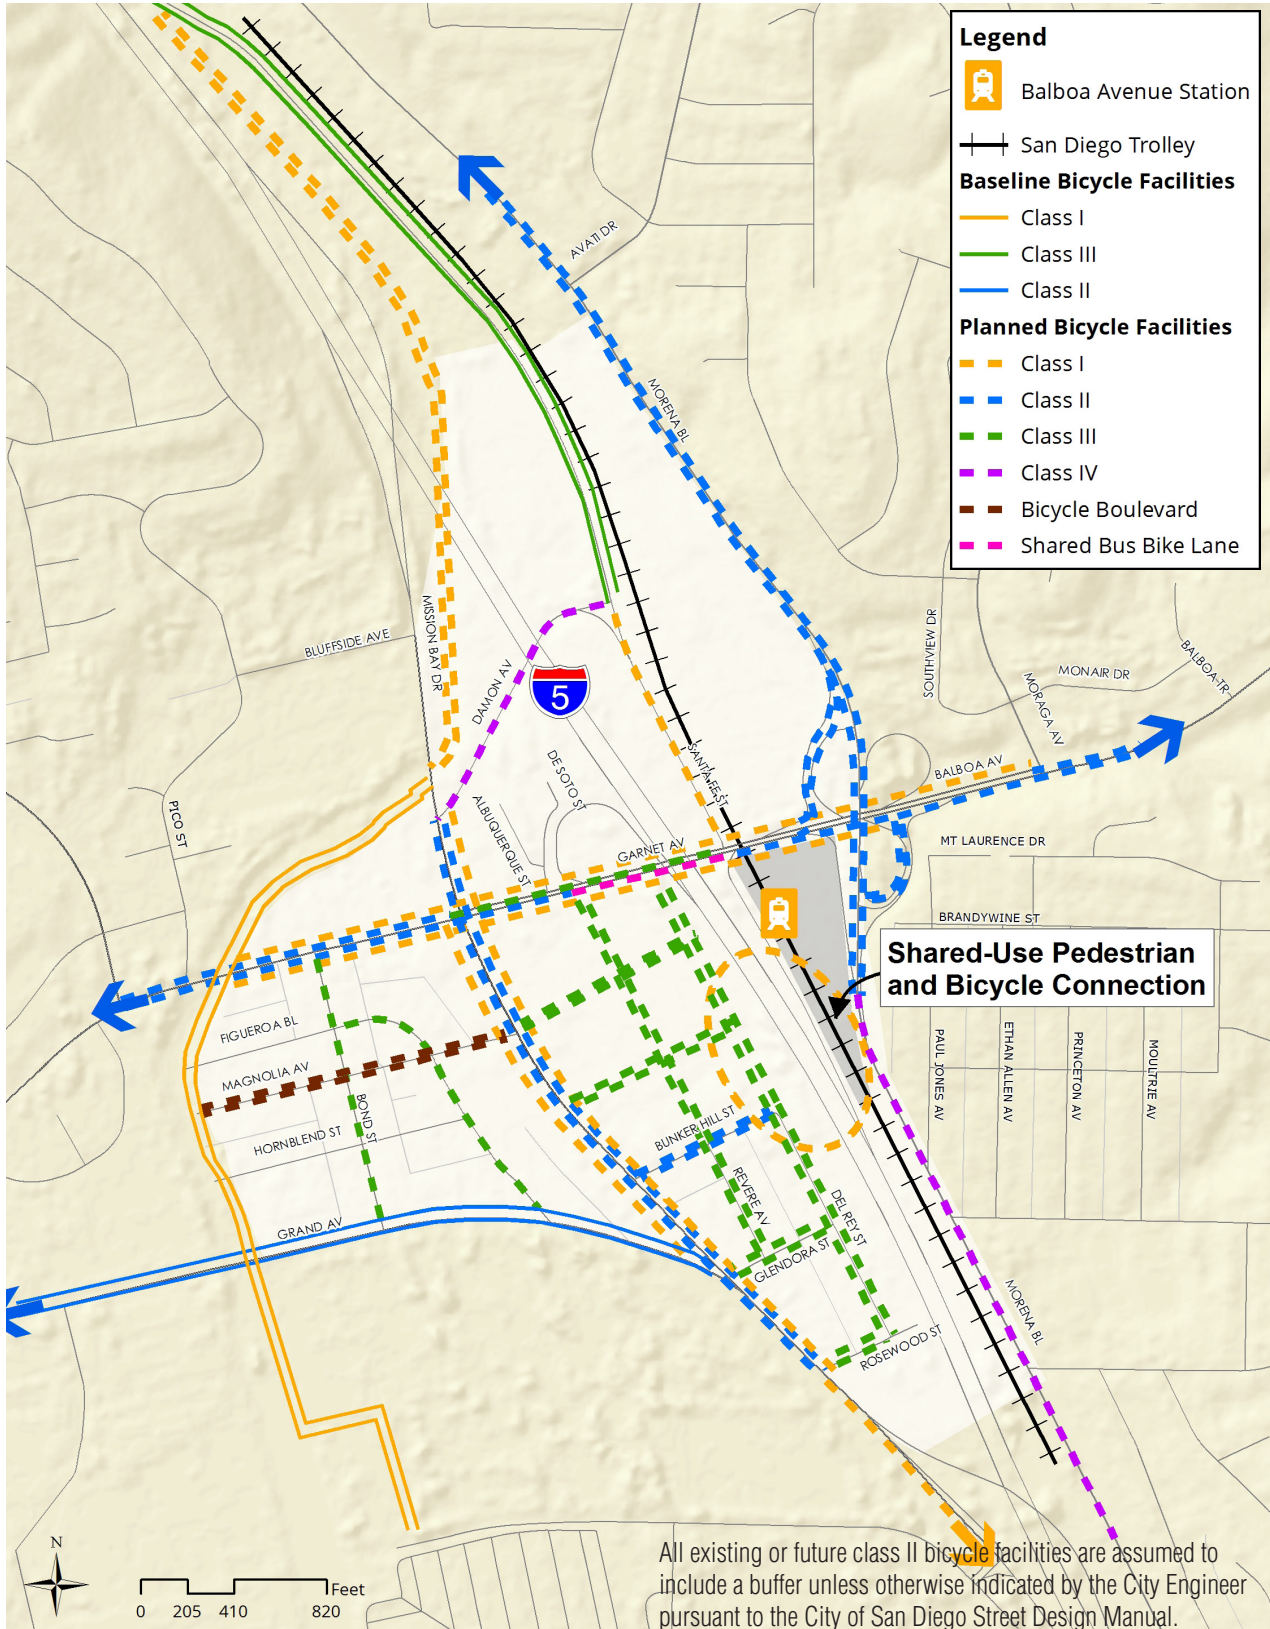 Legend
Balboa Avenue Station
San Diego Trolley
Baseline Bicycle Facilities
Class I
Class III
Class II
Planned Bicycle Facilities
Class I
Class II
Class III
Class IV
Bicycle Boulevard
Shared Bus Bike Lane
AVATI DR
MORENA BL
MISSION BAY DR
BLUFFSIDE AVE
DAMON AV
5
SOUTHVIEW DR
MONAIR DR
BALBOA TR
MORAGA AV
SANTA FE ST
DE SOTO ST
BALBOA AV
PICO ST
ALBUQUERQUE ST
GARNET AV
MT LAURENCE DR
BRANDYWINE ST
Shared-Use Pedestrian
and Bicycle Connection
FIGUEROA BL
MAGNOLIA AV
BOND ST
HORNBLEND ST
BUNKER HILL ST
PAUL JONES AV
ETHAN ALLEN AV
PRINCETON AV
MOULTRIE AV
GRAND AV
REVERE AV
DEL REY ST
GLENDORA ST
ROSEWOOD ST
MORENA BL
N
Feet
0 205 410 820
All existing or future class II bicycle facilities are assumed to
include a buffer unless otherwise indicated by the City Engineer
pursuant to the City of San Diego Street Design Manual.